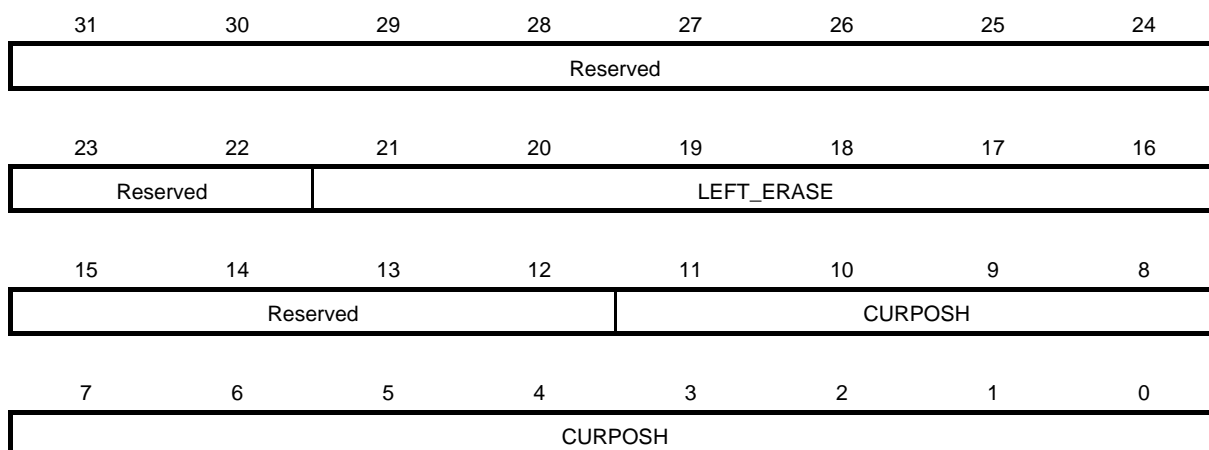 31 30 29 28 27 26 25 24
Reserved
23 22 21 20 19 18 17 16
Reserved LEFT_ERASE
15 14 13 12 11 10 9 8
Reserved CURPOSH
7 6 5 4 3 2 1 0
CURPOSH